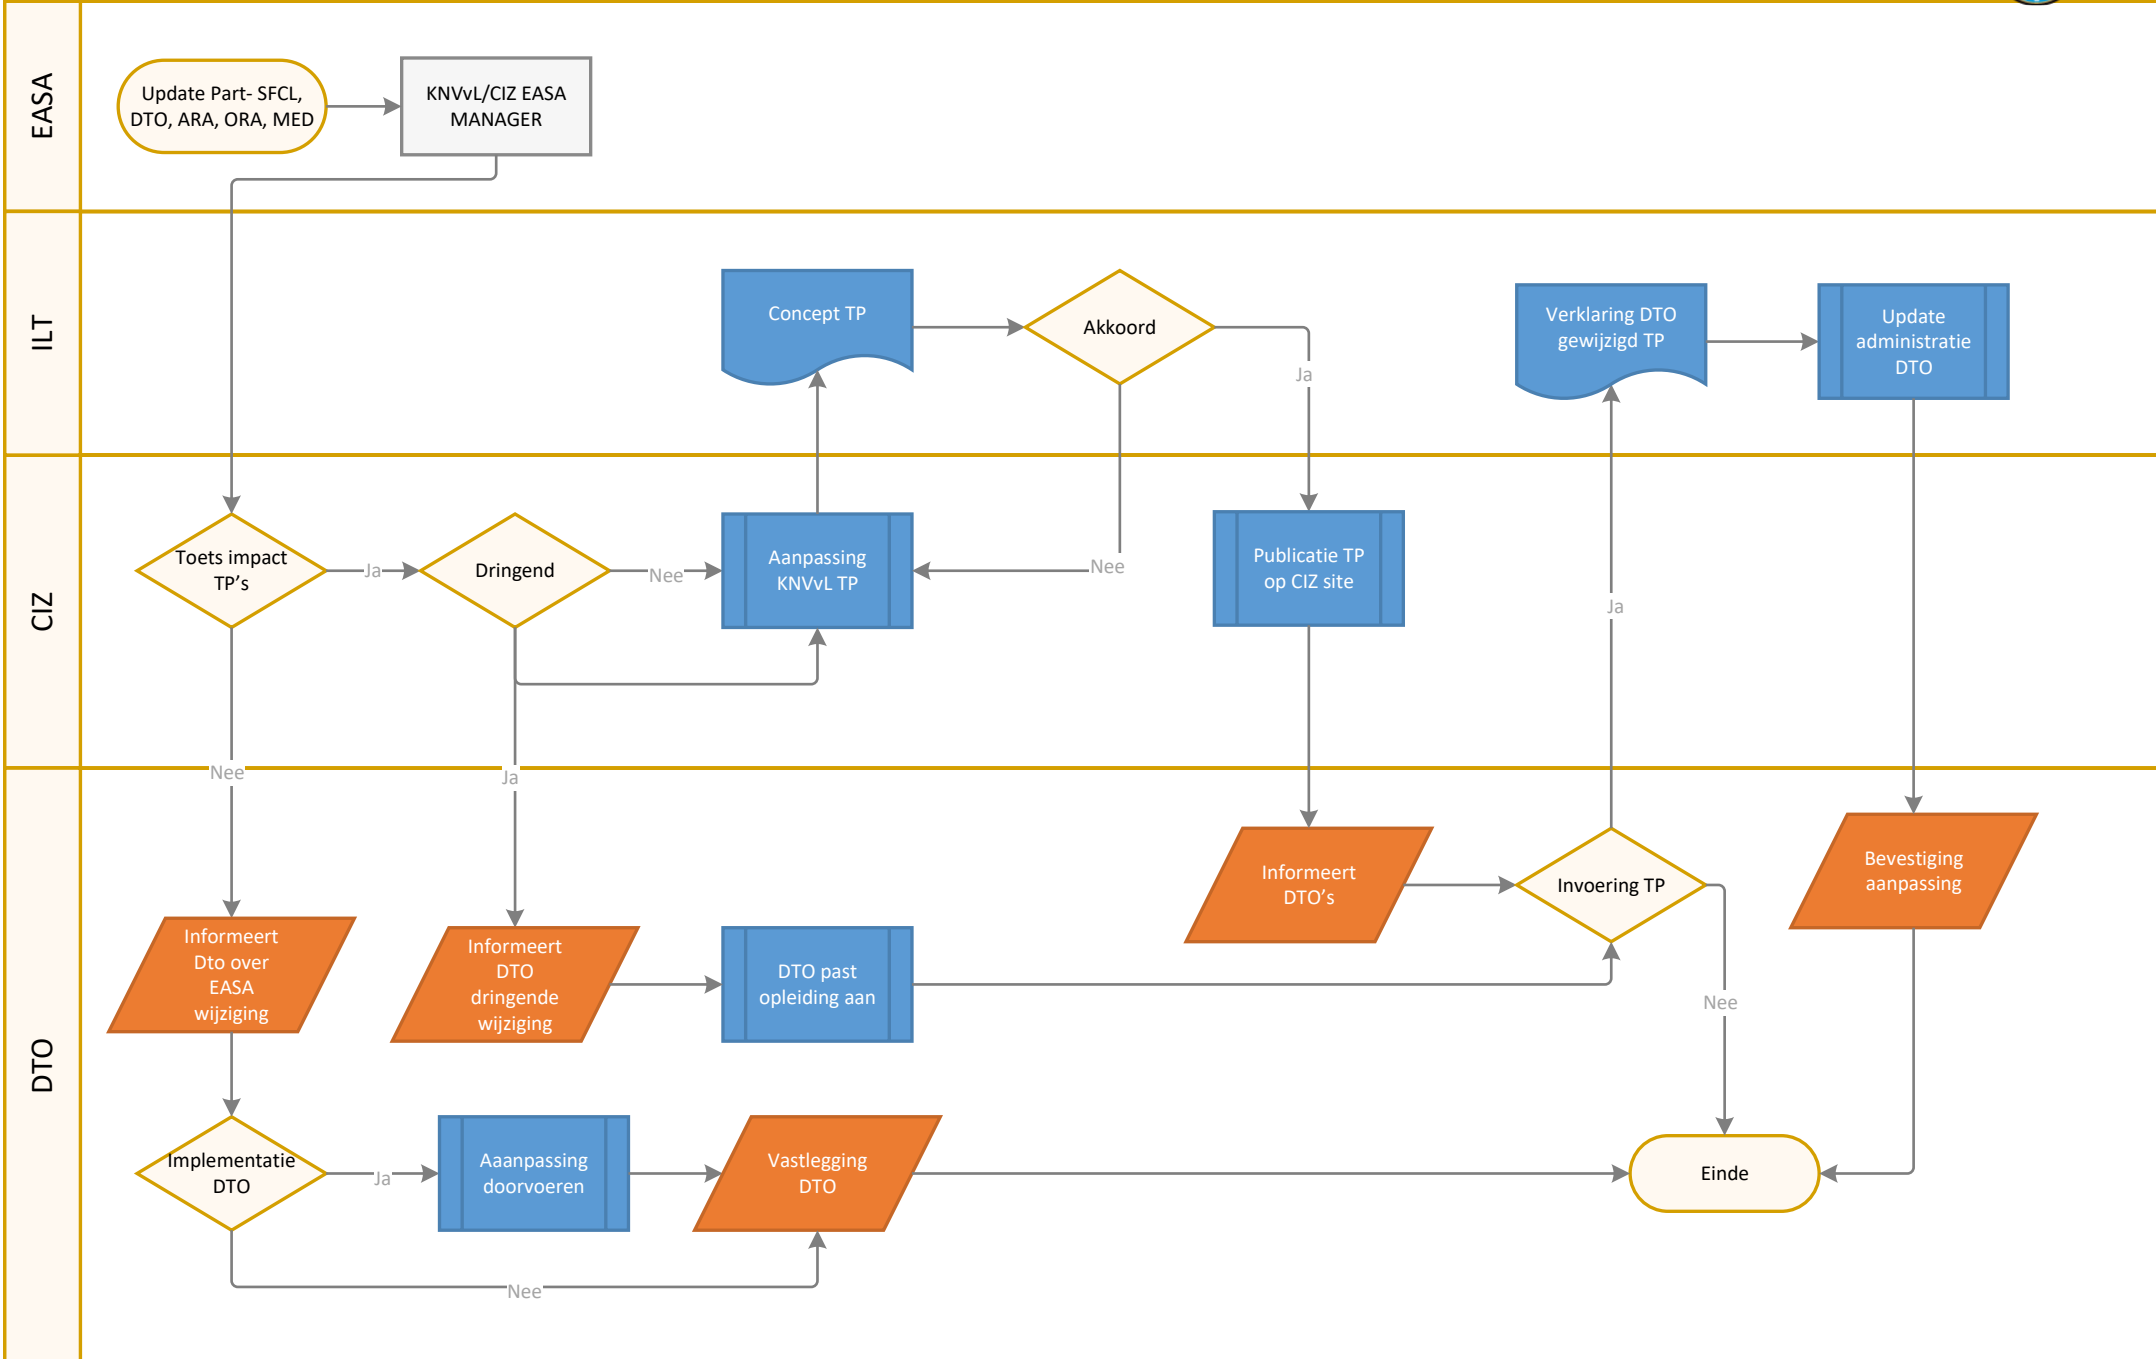 EASA
Update Part- SFCL,
DTO, ARA, ORA, MED
KNVvL/CIZ EASA
MANAGER
ILT
Concept TP
Akkoord
Ja
Nee
Verklaring DTO
gewijzigd TP
Update
administratie
DTO
CIZ
Toets impact
TP's
Ja
Nee
Dringend
Nee
Ja
Aanpassing
KNVvL TP
Publicatie TP
op CIZ site
Ja
DTO
Informeert
Dto over
EASA
wijziging
Informeert
DTO
dringende
wijziging
DTO past
opleiding aan
Informeert
DTO's
Invoering TP
Nee
Bevestiging
aanpassing
Implementatie
DTO
Ja
Nee
Aaanpassing
doorvoeren
Vastlegging
DTO
Einde